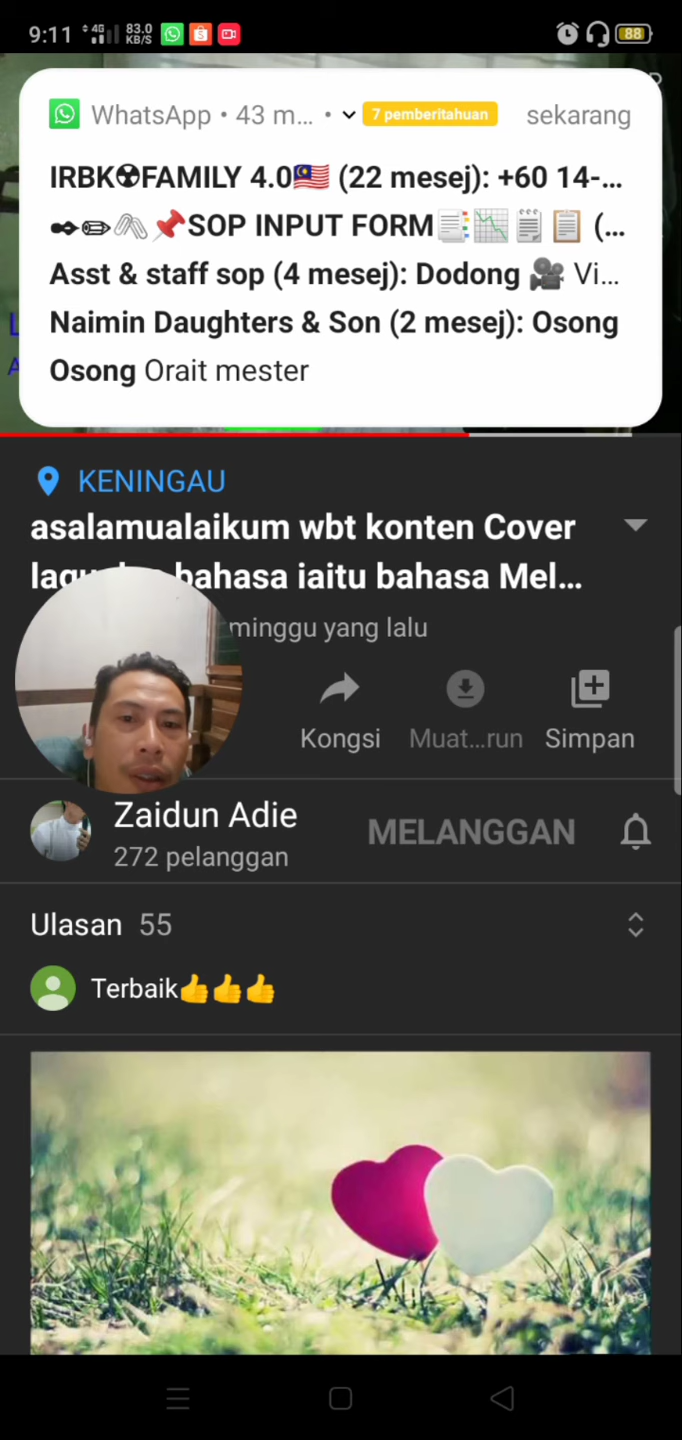 9:11 4G 83.0 KB/S 88
WhatsApp • 43 m... • 7 pemberitahuan sekarang
IRBK☢FAMILY 4.0🇲🇾 (22 mesej): +60 14-...
✒✏🖇📌SOP INPUT FORM📑📉🗒📋 (...
Asst & staff sop (4 mesej): Dodong 🎥 Vi...
Naimin Daughters & Son (2 mesej): Osong
Osong Orait mester
KENINGAU
asalamualaikum wbt konten Cover
bahasa iaitu bahasa Mel...
minggu yang lalu
Kongsi Muat...run Simpan
Zaidun Adie
272 pelanggan
MELANGGAN
Ulasan 55
Terbaik👍👍👍